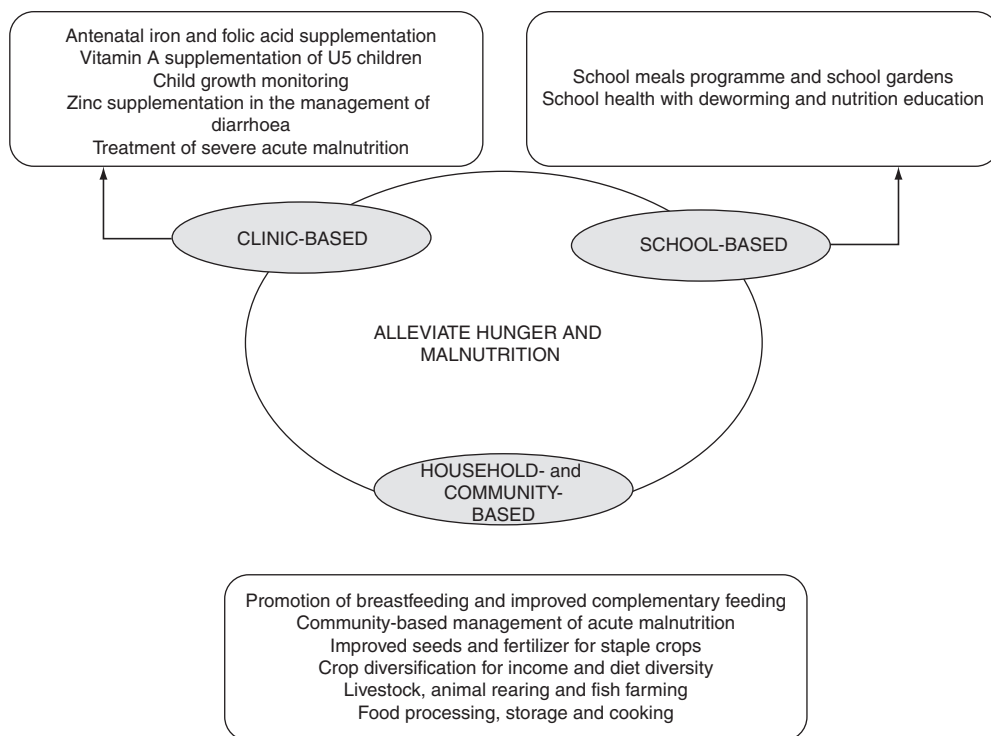 Antenatal iron and folic acid supplementation
Vitamin A supplementation of U5 children
Child growth monitoring
Zinc supplementation in the management of
diarrhoea
Treatment of severe acute malnutrition
School meals programme and school gardens
School health with deworming and nutrition education
CLINIC-BASED
SCHOOL-BASED
ALLEVIATE HUNGER AND
MALNUTRITION
HOUSEHOLD- and
COMMUNITY-
BASED
Promotion of breastfeeding and improved complementary feeding
Community-based management of acute malnutrition
Improved seeds and fertilizer for staple crops
Crop diversification for income and diet diversity
Livestock, animal rearing and fish farming
Food processing, storage and cooking